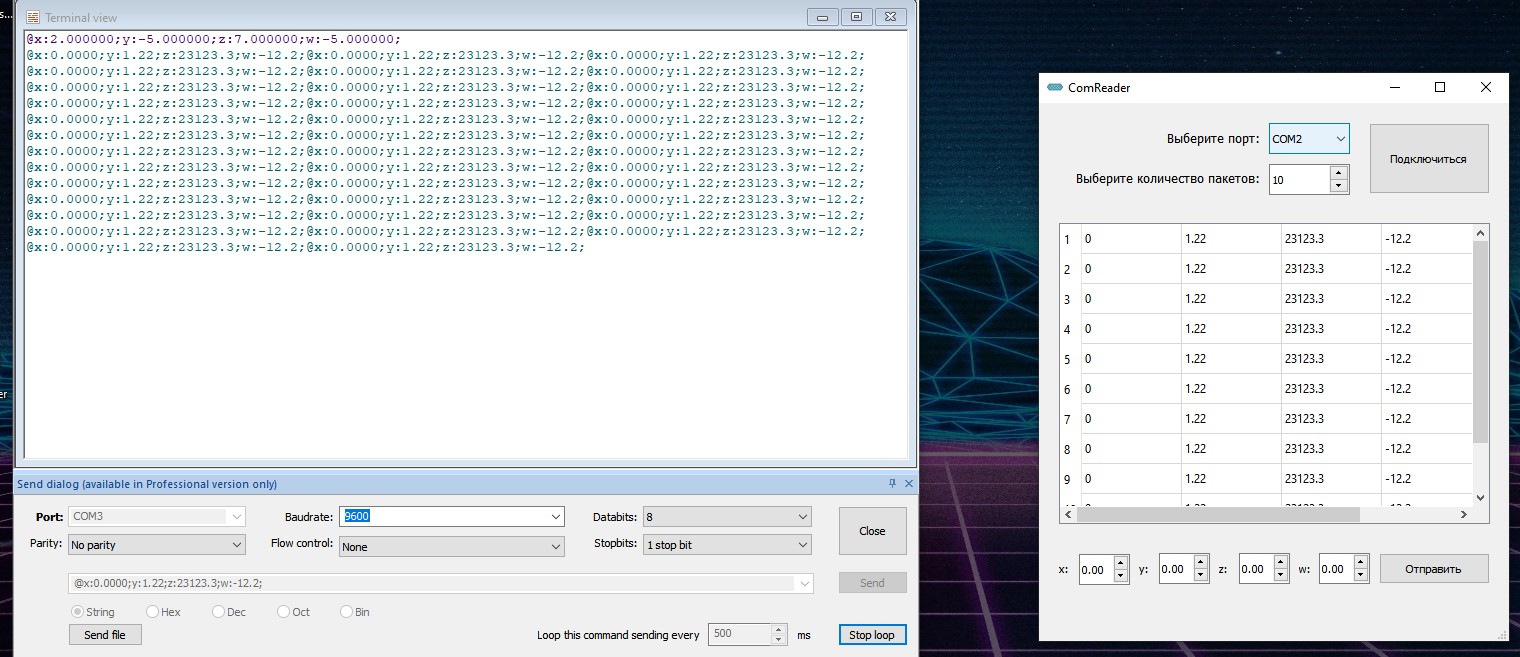 s...
Terminal view
@x:2.000000;y:-5.000000;z:7.000000;w:-5.000000;
@x:0.0000;y:1.22;z:23123.3;w:-12.2;@x:0.0000;y:1.22;z:23123.3;w:-12.2;@x:0.0000;y:1.22;z:23123.3;w:-12.2;
@x:0.0000;y:1.22;z:23123.3;w:-12.2;@x:0.0000;y:1.22;z:23123.3;w:-12.2;@x:0.0000;y:1.22;z:23123.3;w:-12.2;
@x:0.0000;y:1.22;z:23123.3;w:-12.2;@x:0.0000;y:1.22;z:23123.3;w:-12.2;@x:0.0000;y:1.22;z:23123.3;w:-12.2;
@x:0.0000;y:1.22;z:23123.3;w:-12.2;@x:0.0000;y:1.22;z:23123.3;w:-12.2;@x:0.0000;y:1.22;z:23123.3;w:-12.2;
@x:0.0000;y:1.22;z:23123.3;w:-12.2;@x:0.0000;y:1.22;z:23123.3;w:-12.2;@x:0.0000;y:1.22;z:23123.3;w:-12.2;
@x:0.0000;y:1.22;z:23123.3;w:-12.2;@x:0.0000;y:1.22;z:23123.3;w:-12.2;@x:0.0000;y:1.22;z:23123.3;w:-12.2;
@x:0.0000;y:1.22;z:23123.3;w:-12.2;@x:0.0000;y:1.22;z:23123.3;w:-12.2;@x:0.0000;y:1.22;z:23123.3;w:-12.2;
@x:0.0000;y:1.22;z:23123.3;w:-12.2;@x:0.0000;y:1.22;z:23123.3;w:-12.2;@x:0.0000;y:1.22;z:23123.3;w:-12.2;
@x:0.0000;y:1.22;z:23123.3;w:-12.2;@x:0.0000;y:1.22;z:23123.3;w:-12.2;@x:0.0000;y:1.22;z:23123.3;w:-12.2;
@x:0.0000;y:1.22;z:23123.3;w:-12.2;@x:0.0000;y:1.22;z:23123.3;w:-12.2;@x:0.0000;y:1.22;z:23123.3;w:-12.2;
@x:0.0000;y:1.22;z:23123.3;w:-12.2;@x:0.0000;y:1.22;z:23123.3;w:-12.2;@x:0.0000;y:1.22;z:23123.3;w:-12.2;
@x:0.0000;y:1.22;z:23123.3;w:-12.2;@x:0.0000;y:1.22;z:23123.3;w:-12.2;@x:0.0000;y:1.22;z:23123.3;w:-12.2;
@x:0.0000;y:1.22;z:23123.3;w:-12.2;@x:0.0000;y:1.22;z:23123.3;w:-12.2;
er
Send dialog (available in Professional version only)
Port: COM3 Baudrate: 9600 Databits: 8 Close
Parity: No parity Flow control: None Stopbits: 1 stop bit
@x:0.0000;y:1.22;z:23123.3;w:-12.2; Send
String Hex Dec Oct Bin
Send file Loop this command sending every 500 ms Stop loop
ComReader
Выберите порт: COM2 Подключиться
Выберите количество пакетов: 10
1 0 1.22 23123.3 -12.2
2 0 1.22 23123.3 -12.2
3 0 1.22 23123.3 -12.2
4 0 1.22 23123.3 -12.2
5 0 1.22 23123.3 -12.2
6 0 1.22 23123.3 -12.2
7 0 1.22 23123.3 -12.2
8 0 1.22 23123.3 -12.2
9 0 1.22 23123.3 -12.2
x: 0.00 y: 0.00 z: 0.00 w: 0.00 Отправить